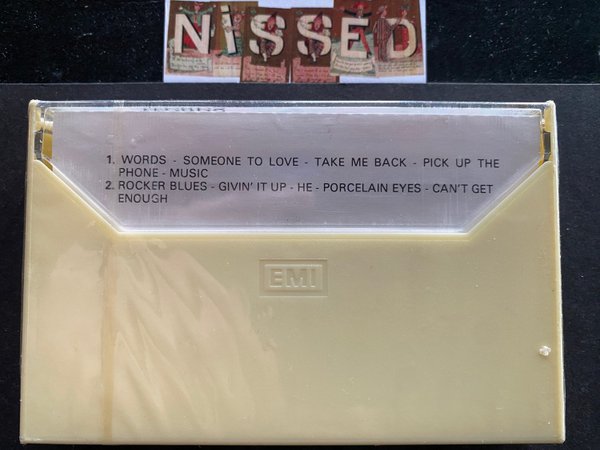 NiSSED
1. WORDS - SOMEONE TO LOVE - TAKE ME BACK - PICK UP THE
PHONE - MUSIC
2. ROCKER BLUES - GIVIN' IT UP - HE - PORCELAIN EYES - CAN'T GET
ENOUGH
EMI